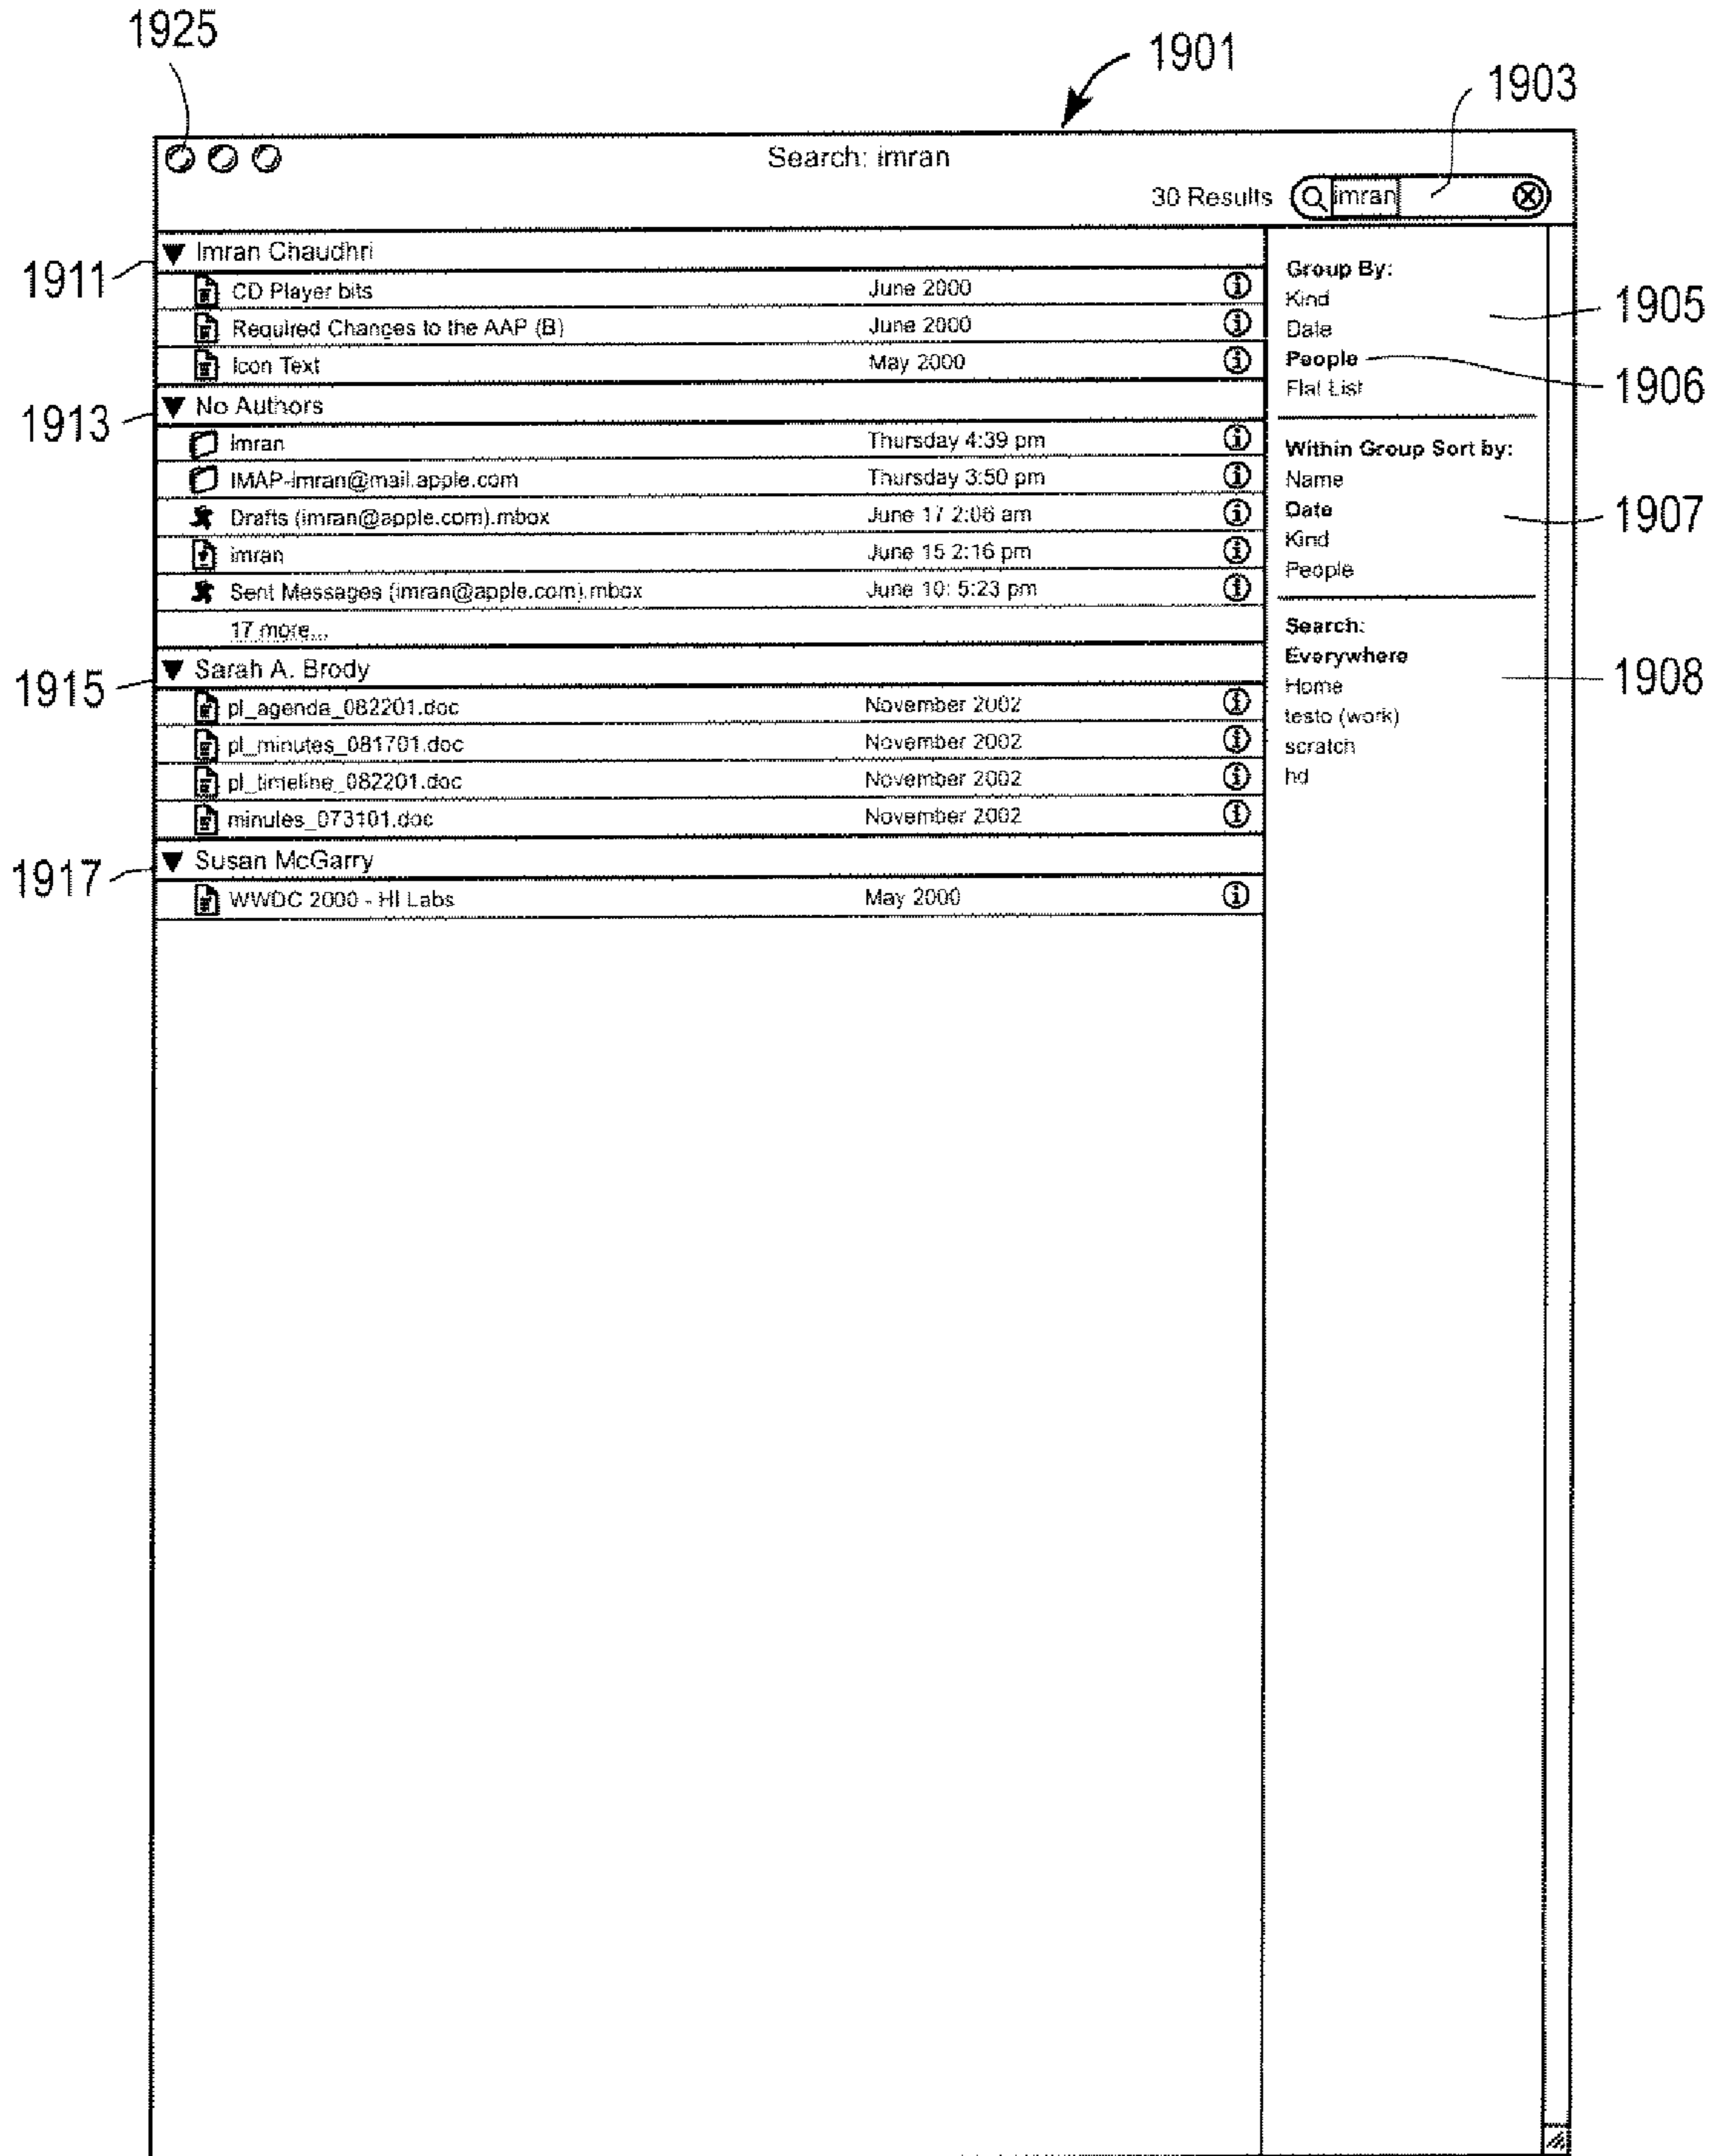 1925
1901
1903
Search: imran
30 Results imran
1911
Imran Chaudhri
CD Player bits June 2000
Required Changes to the AAP (B) June 2000
Icon Text May 2000
1913
No Authors
Imran Thursday 4:39 pm
IMAP-imran@mail.apple.com Thursday 3:50 pm
Drafts (imran@apple.com).mbox June 17 2:06 am
imran June 15 2:16 pm
Sent Messages (imran@apple.com).mbox June 10: 5:23 pm
17 more...
1915
Sarah A. Brody
pl_agenda_082201.doc November 2002
pl_minutes_081701.doc November 2002
pl_timeline_082201.doc November 2002
minutes_073101.doc November 2002
1917
Susan McGarry
WWDC 2000 - HI Labs May 2000
Group By:
Kind
1905
Date
People
1906
Flat List
Within Group Sort by:
Name
Date
1907
Kind
People
Search:
Everywhere
Home
1908
testo (work)
scratch
hd